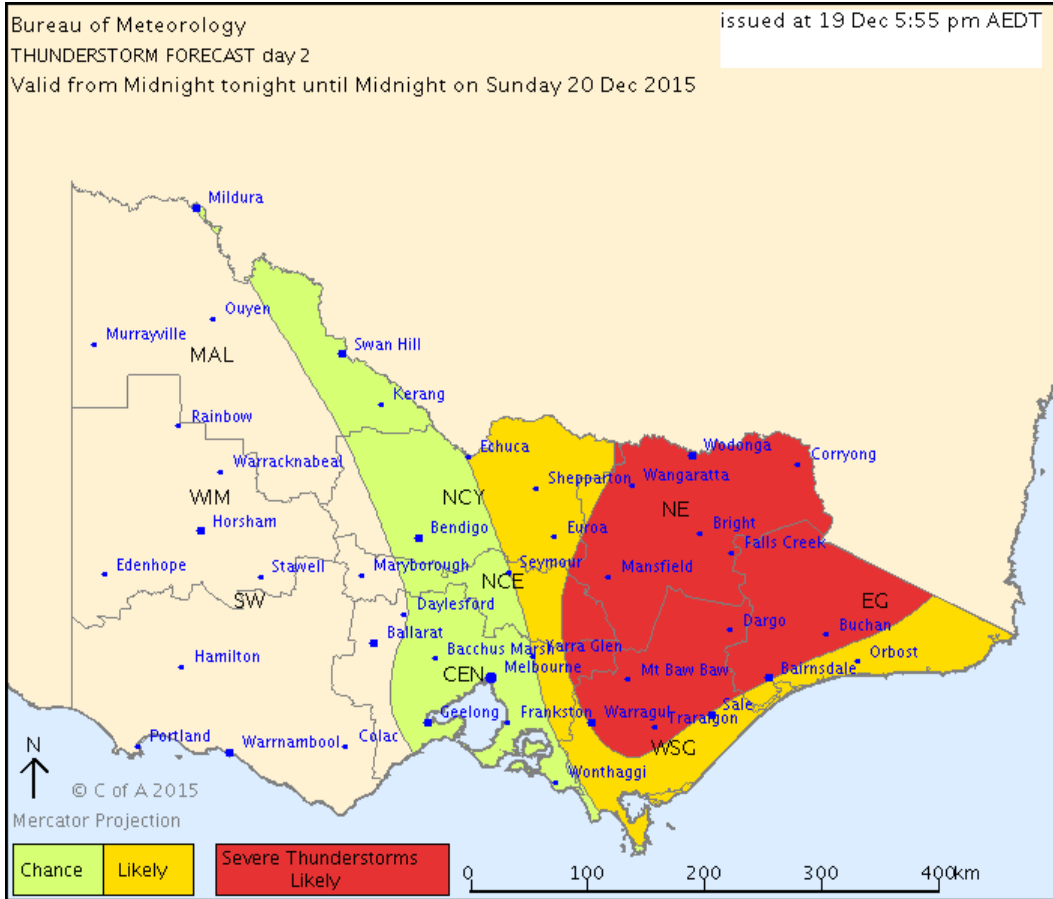 Bureau of Meteorology
issued at 19 Dec 5:55 pm AEDT
THUNDERSTORM FORECAST day 2
Valid from Midnight tonight until Midnight on Sunday 20 Dec 2015
Mildura
Ouyen
Murrayville
MAL
Swan Hill
Kerang
Rainbow
Echuca
Wodonga
Corryong
Warracknabeal
Shepparton
Wangaratta
WIM
NCY
NE
Horsham
Bendigo
Euroa
Bright
Falls Creek
Edenhope
Stawell
Maryborough
Seymour
NCE
Mansfield
SW
EG
Daylesford
Ballarat
Dargo
Buchan
Hamilton
Bacchus Marsh
Yarra Glen
Orbost
CEN
Melbourne
Mt Baw Baw
Bairnsdale
Geelong
Frankston
Warragul
Sale
Traralgon
Portland
Warrnambool
Colac
WSG
Wonthaggi
N
© C of A 2015
Mercator Projection
Chance
Likely
Severe Thunderstorms
Likely
0
100
200
300
400km